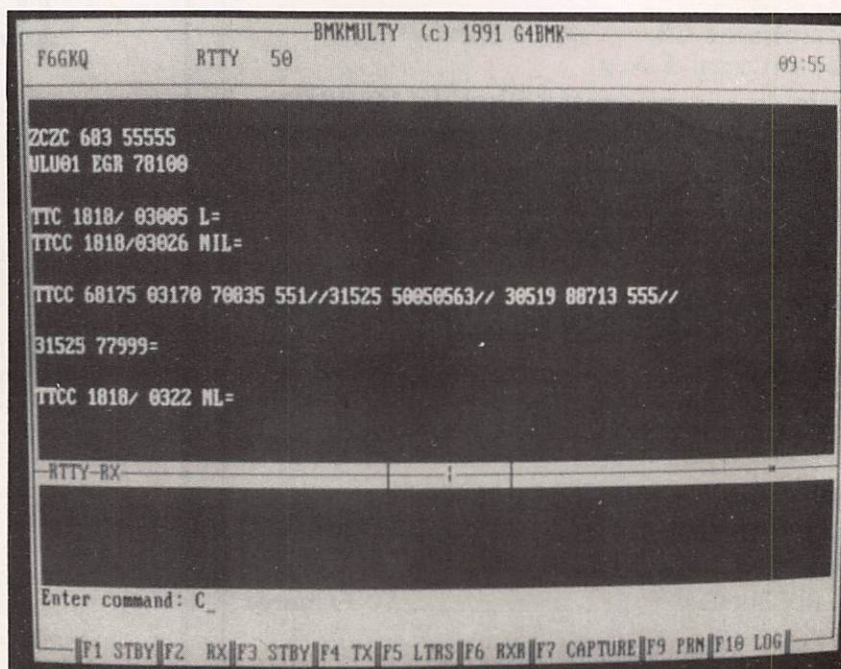 BMKMULTY (c) 1991 G4BMK
F6GKQ RTTY 50 09:55
ZCZC 683 55555
ULU01 EGR 78100
TTC 1818/ 03005 L=
TTCC 1818/03026 MIL=
TTCC 68175 03170 70835 551//31525 50050563// 30519 88713 555//
31525 77999=
TTCC 1818/ 0322 ML=
RTTY-RX
Enter command: C_
F1 STBY F2 RX F3 STBY F4 TX F5 LTRS F6 RXR F7 CAPTURE F9 PRN F10 LOG